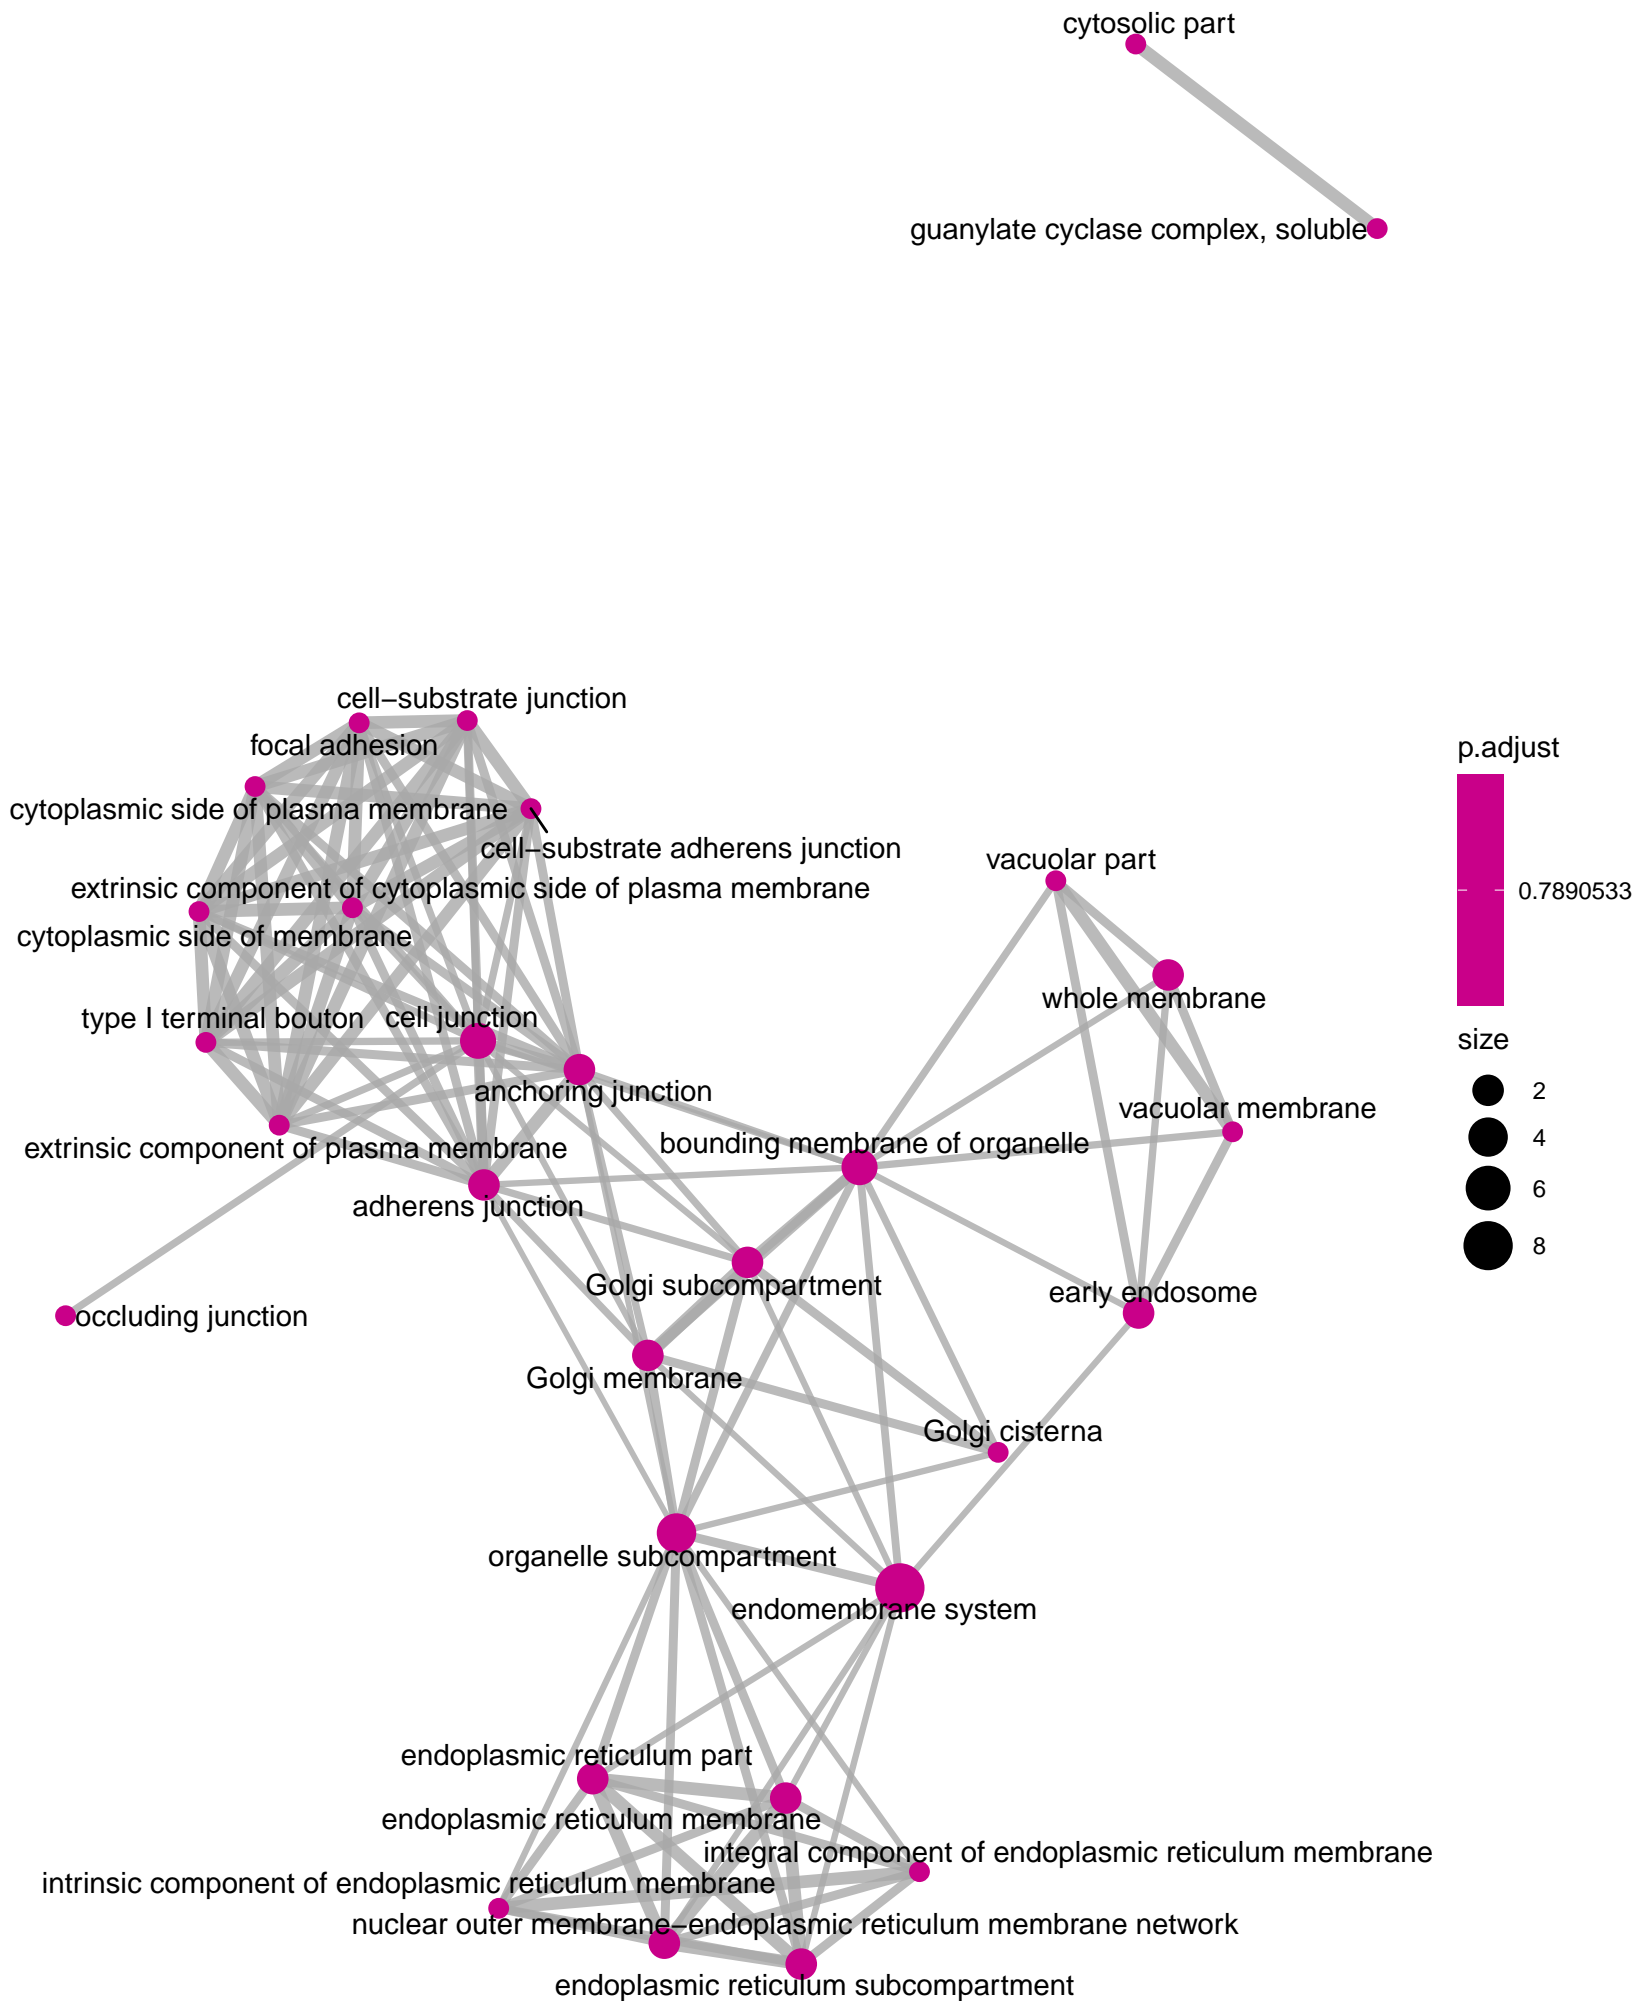 cytosolic part
guanylate cyclase complex, soluble
cell−substrate junction
focal adhesion
cytoplasmic side of plasma membrane
cell−substrate adherens junction
vacuolar part
extrinsic component of cytoplasmic side of plasma membrane
cytoplasmic side of membrane
whole membrane
type I terminal bouton
cell junction
anchoring junction
vacuolar membrane
extrinsic component of plasma membrane
bounding membrane of organelle
adherens junction
Golgi subcompartment
early endosome
occluding junction
Golgi membrane
Golgi cisterna
organelle subcompartment
endomembrane system
endoplasmic reticulum part
endoplasmic reticulum membrane
integral component of endoplasmic reticulum membrane
intrinsic component of endoplasmic reticulum membrane
nuclear outer membrane−endoplasmic reticulum membrane network
endoplasmic reticulum subcompartment
p.adjust
0.7890533
size
2
4
6
8